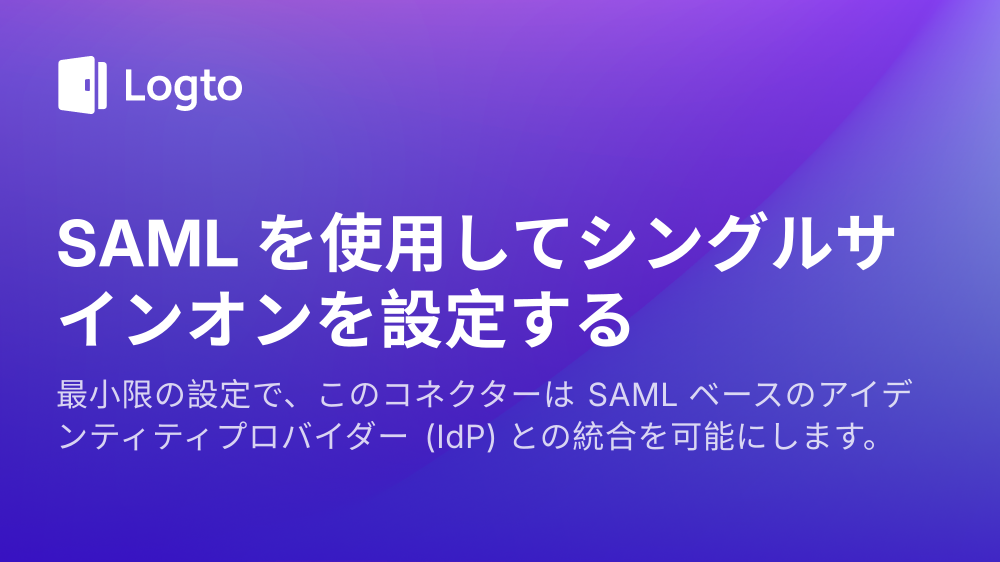 Logto
SAML を使用してシングルサ
インオンを設定する
最小限の設定で、このコネクターは SAML ベースのアイデ
ンティティプロバイダー (IdP) との統合を可能にします。